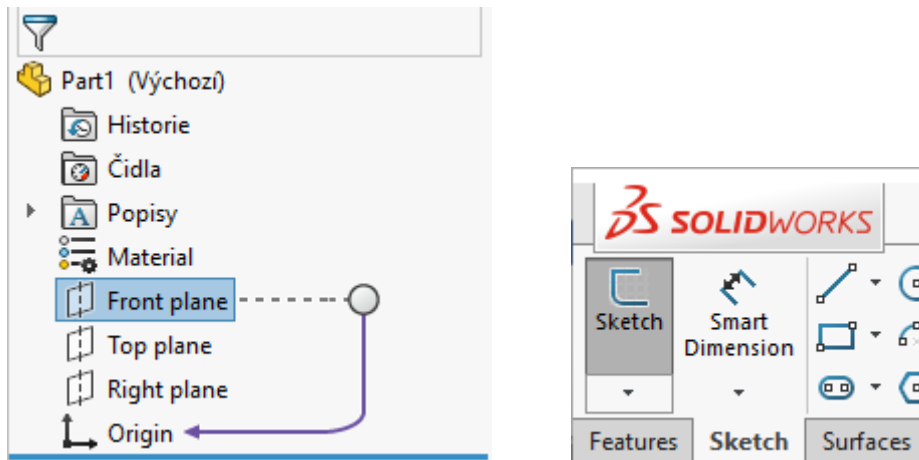 Part1 (Výchozí)
Historie
Čidla
Popisy
Material
Front plane
Top plane
Right plane
Origin
SOLIDWORKS
Sketch
Smart
Dimension
Features
Sketch
Surfaces